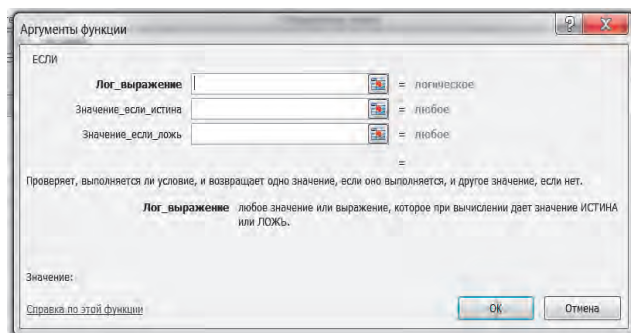 Аргументы функции
ЕСЛИ
Лог_выражение = логическое
Значение_если_истина = любое
Значение_если_ложь = любое
=
Проверяет, выполняется ли условие, и возвращает одно значение, если оно выполняется, и другое значение, если нет.
Лог_выражение любое значение или выражение, которое при вычислении дает значение ИСТИНА
или ЛОЖЬ.
Значение:
Справка по этой функции
ОК
Отмена